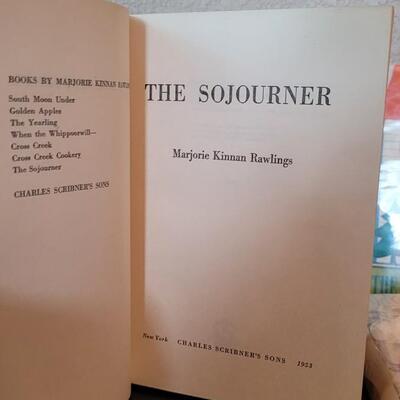 BOOKS BY MARJORIE KINNAN
South Moon Under
Golden Apples
The Yearling
When the Whippoorwill—
Cross Creek
Cross Creek Cookery
The Sojourner
CHARLES SCRIBNER'S SONS
THE SOJOURNER
Marjorie Kinnan Rawlings
New York CHARLES SCRIBNER'S SONS 1953